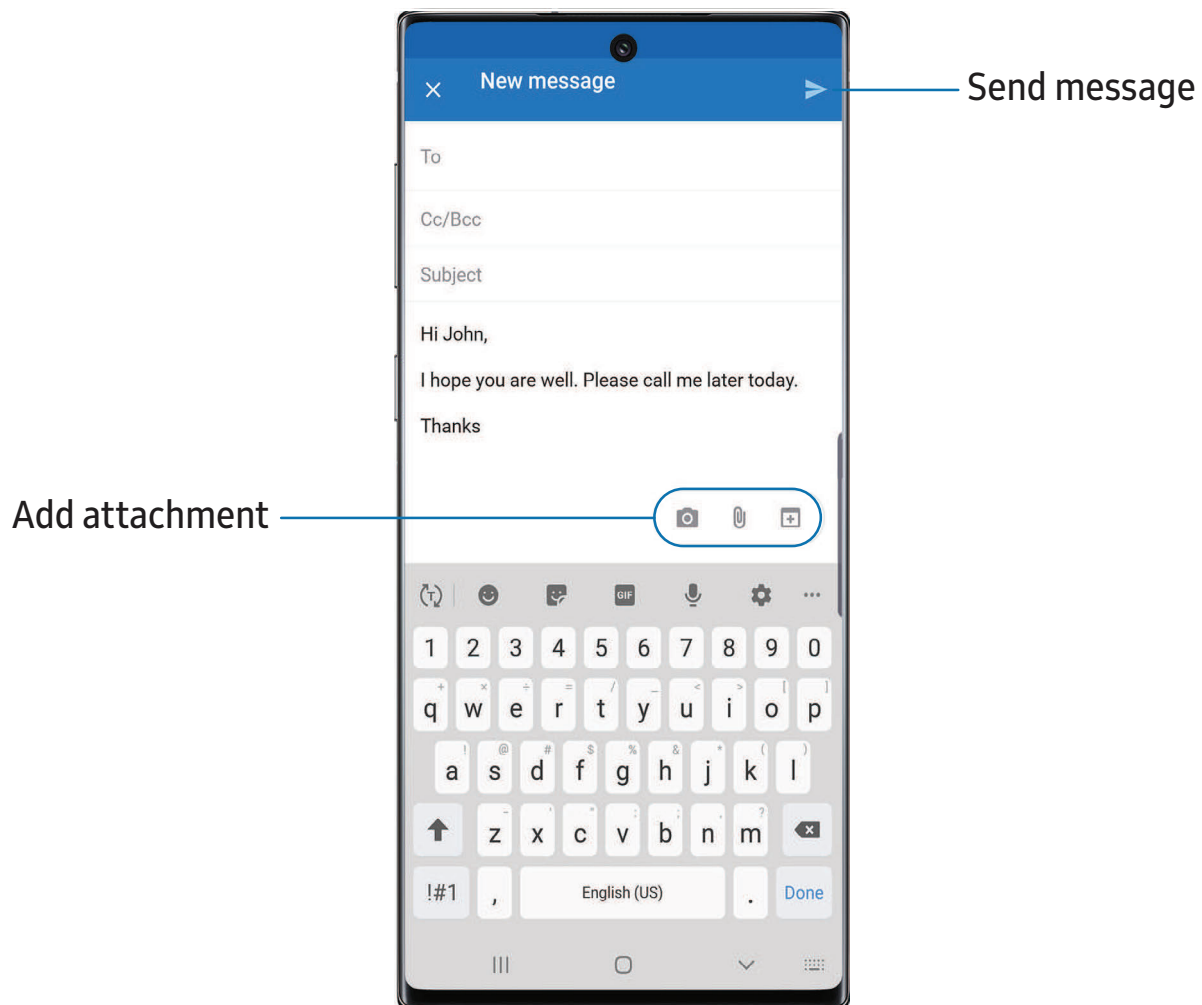 New message
Send message
To
Cc/Bcc
Subject
Hi John,
I hope you are well. Please call me later today.
Thanks
Add attachment
T GIF
1 2 3 4 5 6 7 8 9 0
+ × ÷ = / _ < > [ ]
q w e r t y u i o p
! @ # $ % & * ( )
a s d f g h j k l
z x c v b n m
!#1 , English (US) . Done